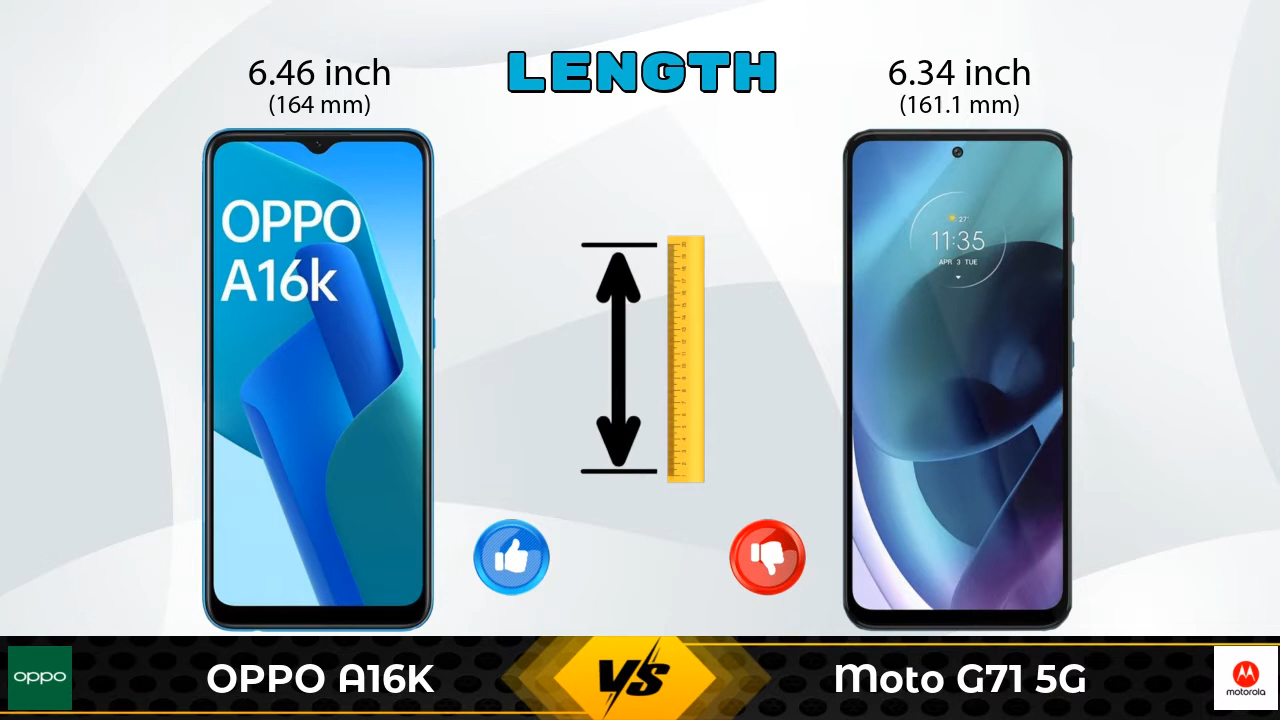 LENGTH
6.46 inch
(164 mm)
6.34 inch
(161.1 mm)
OPPO
A16k
27°
11:35
APR 3 TUE
oppo
OPPO A16K
VS
Moto G71 5G
motorola